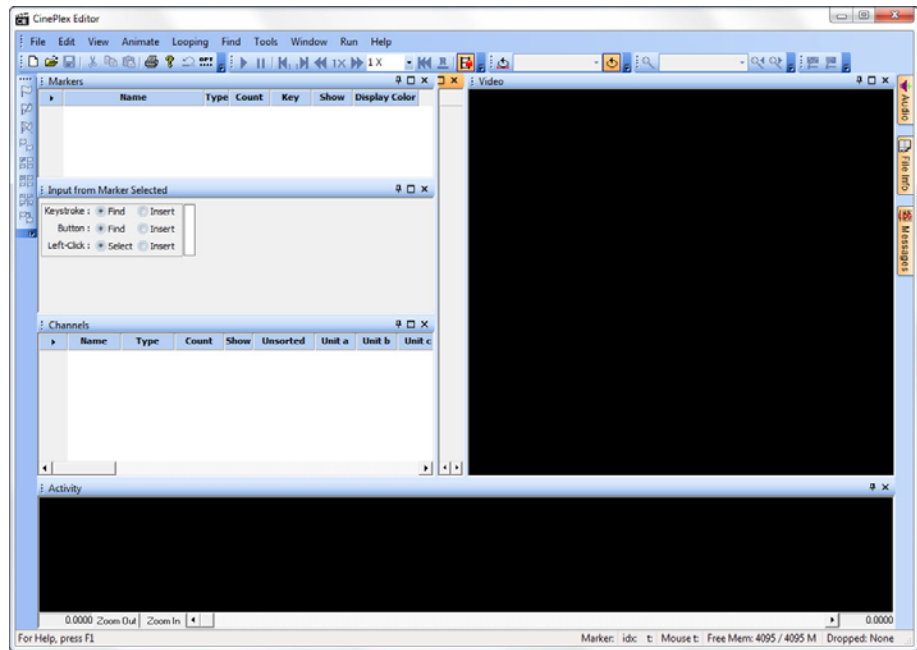 CinePlex Editor
File Edit View Animate Looping Find Tools Window Run Help
OPT 1X 1 X
Markers
Name Type Count Key Show Display Color
Input from Marker Selected
Keystroke : Find Insert
Button : Find Insert
Left-Click : Select Insert
Channels
Name Type Count Show Unsorted Unit a Unit b Unit c
Video
Audio
File Info
Messages
Activity
0.0000 Zoom Out Zoom In 0.0000
For Help, press F1 Marker: idx: t: Mouse t: Free Mem: 4095 / 4095 M Dropped: None